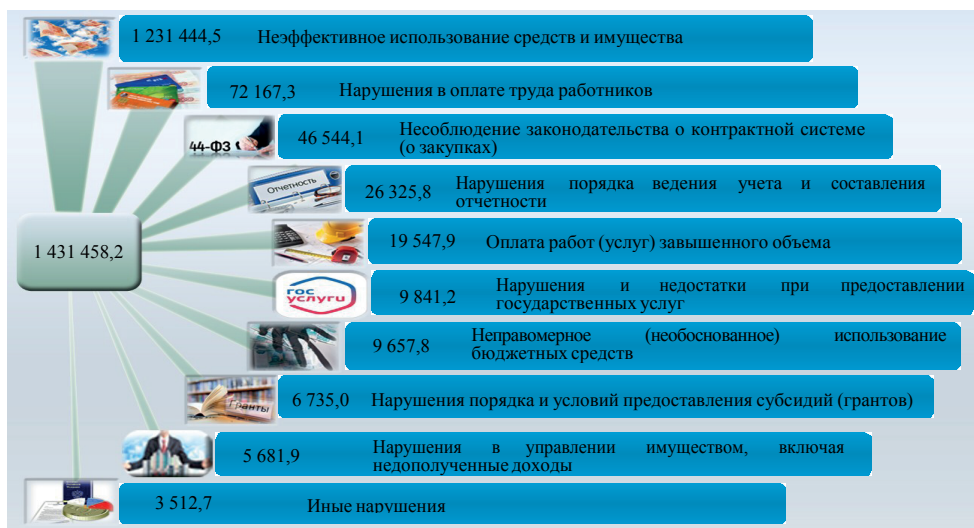 1 231 444,5 Неэффективное использование средств и имущества
72 167,3 Нарушения в оплате труда работников
44-ФЗ
46 544,1 Несоблюдение законодательства о контрактной системе
(о закупках)
Отчетность
26 325,8 Нарушения порядка ведения учета и составления
отчетности
1 431 458,2
19 547,9 Оплата работ (услуг) завышенного объема
гос
услуги
9 841,2 Нарушения и недостатки при предоставлении
государственных услуг
9 657,8 Неправомерное (необоснованное) использование
бюджетных средств
Гранты
6 735,0 Нарушения порядка и условий предоставления субсидий (грантов)
5 681,9 Нарушения в управлении имуществом, включая
недополученные доходы
3 512,7 Иные нарушения